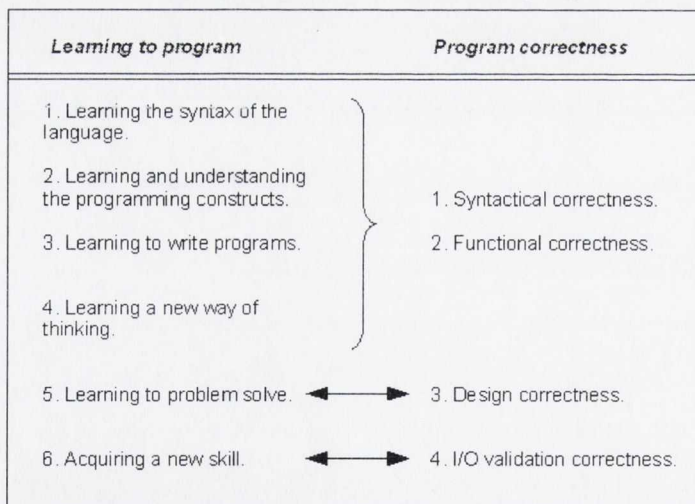 Learning to program
Program correctness
1. Learning the syntax of the
language.
2. Learning and understanding
the programming constructs.
3. Learning to write programs.
4. Learning a new way of
thinking.
1. Syntactical correctness.
2. Functional correctness.
5. Learning to problem solve.
3. Design correctness.
6. Acquiring a new skill.
4. I/O validation correctness.